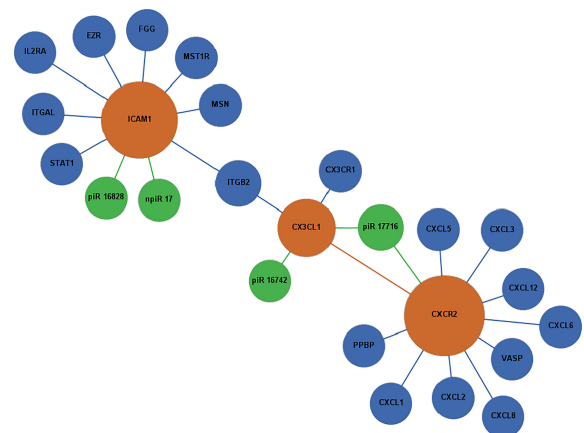 FGG
EZR
IL2RA
MST1R
MSN
ITGAL
ICAM1
STAT1
piR 16828
npiR 17
ITGB2
CX3CR1
CX3CL1
piR 17716
CXCL5
CXCL3
piR 16742
CXCL12
CXCR2
CXCL6
PPBP
VASP
CXCL1
CXCL2
CXCL8